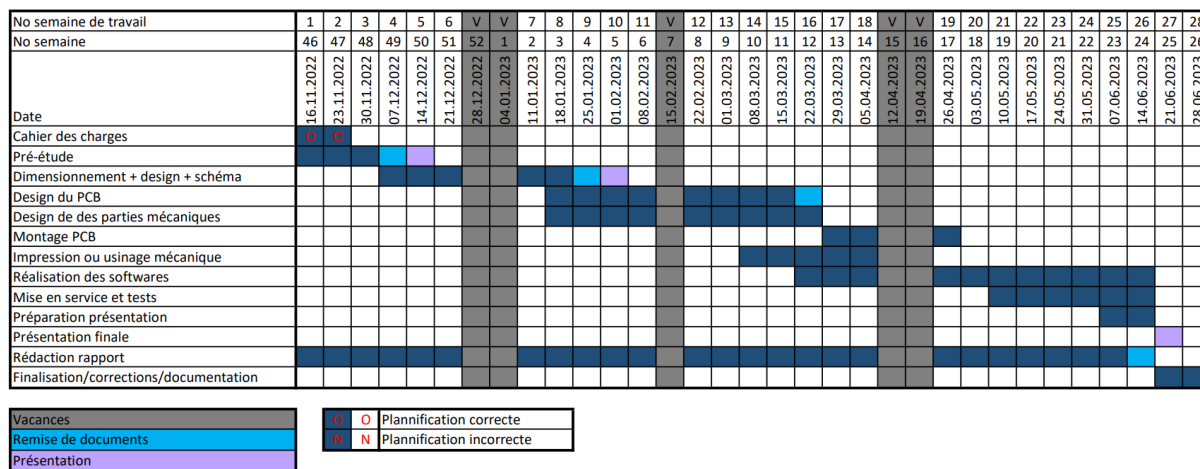 No semaine de travail 1 2 3 4 5 6 V V 7 8 9 10 11 V 12 13 14 15 16 17 18 V V 19 20 21 22 23 24 25 26 27 28
No semaine 46 47 48 49 50 51 52 1 2 3 4 5 6 7 8 9 10 11 12 13 14 15 16 17 18 19 20 21 22 23 24 25 26
Date 16.11.2022 23.11.2022 30.11.2022 07.12.2022 14.12.2022 21.12.2022 28.12.2022 04.01.2023 11.01.2023 18.01.2023 25.01.2023 01.02.2023 08.02.2023 15.02.2023 22.02.2023 01.03.2023 08.03.2023 15.03.2023 22.03.2023 29.03.2023 05.04.2023 12.04.2023 19.04.2023 26.04.2023 03.05.2023 10.05.2023 17.05.2023 24.05.2023 31.05.2023 07.06.2023 14.06.2023 21.06.2023 28.06.2023
Cahier des charges O O
Pré-étude
Dimensionnement + design + schéma
Design du PCB
Design de des parties mécaniques
Montage PCB
Impression ou usinage mécanique
Réalisation des softwares
Mise en service et tests
Préparation présentation
Présentation finale
Rédaction rapport
Finalisation/corrections/documentation
Vacances
Remise de documents
Présentation
O O Plannification correcte
N N Plannification incorrecte